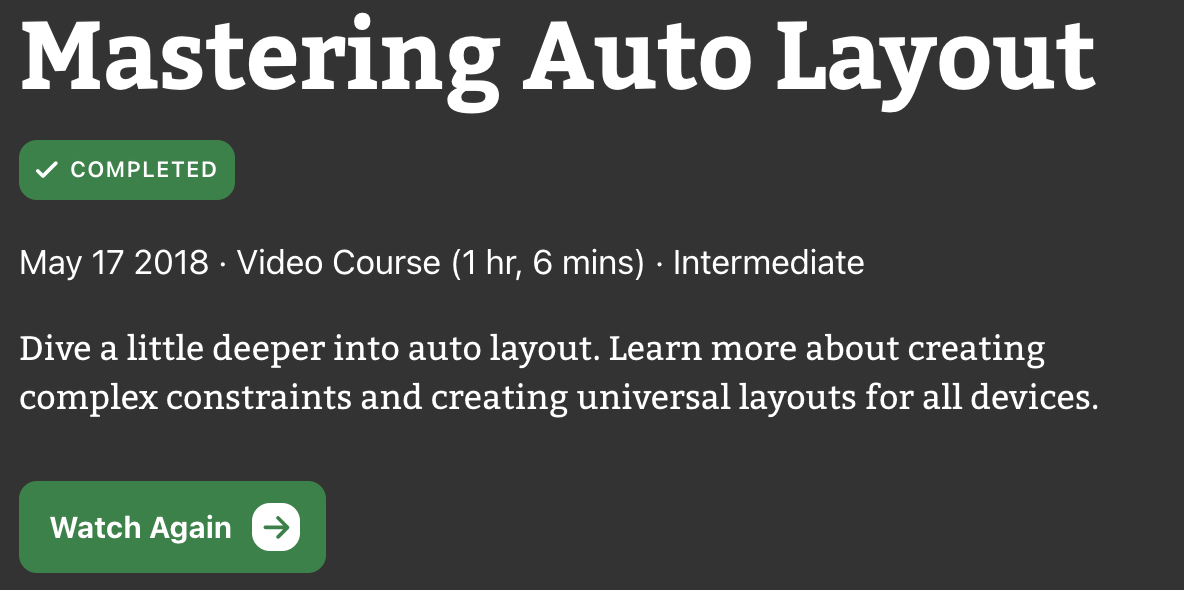 Mastering Auto Layout
COMPLETED
May 17 2018 · Video Course (1 hr, 6 mins) · Intermediate
Dive a little deeper into auto layout. Learn more about creating
complex constraints and creating universal layouts for all devices.
Watch Again